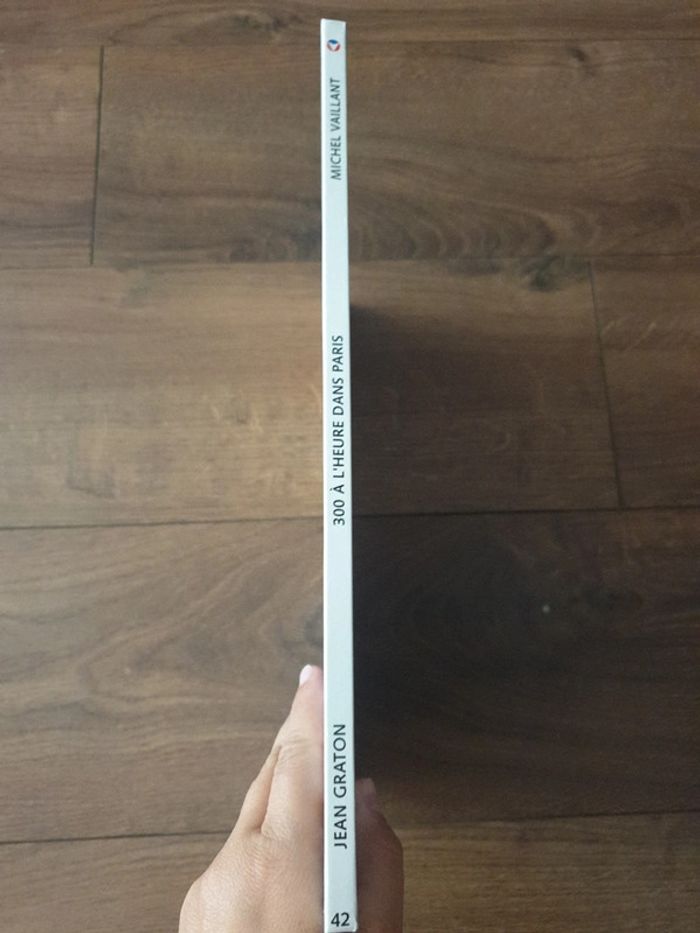 MICHEL VAILLANT
300 À L'HEURE DANS PARIS
JEAN GRATON
42